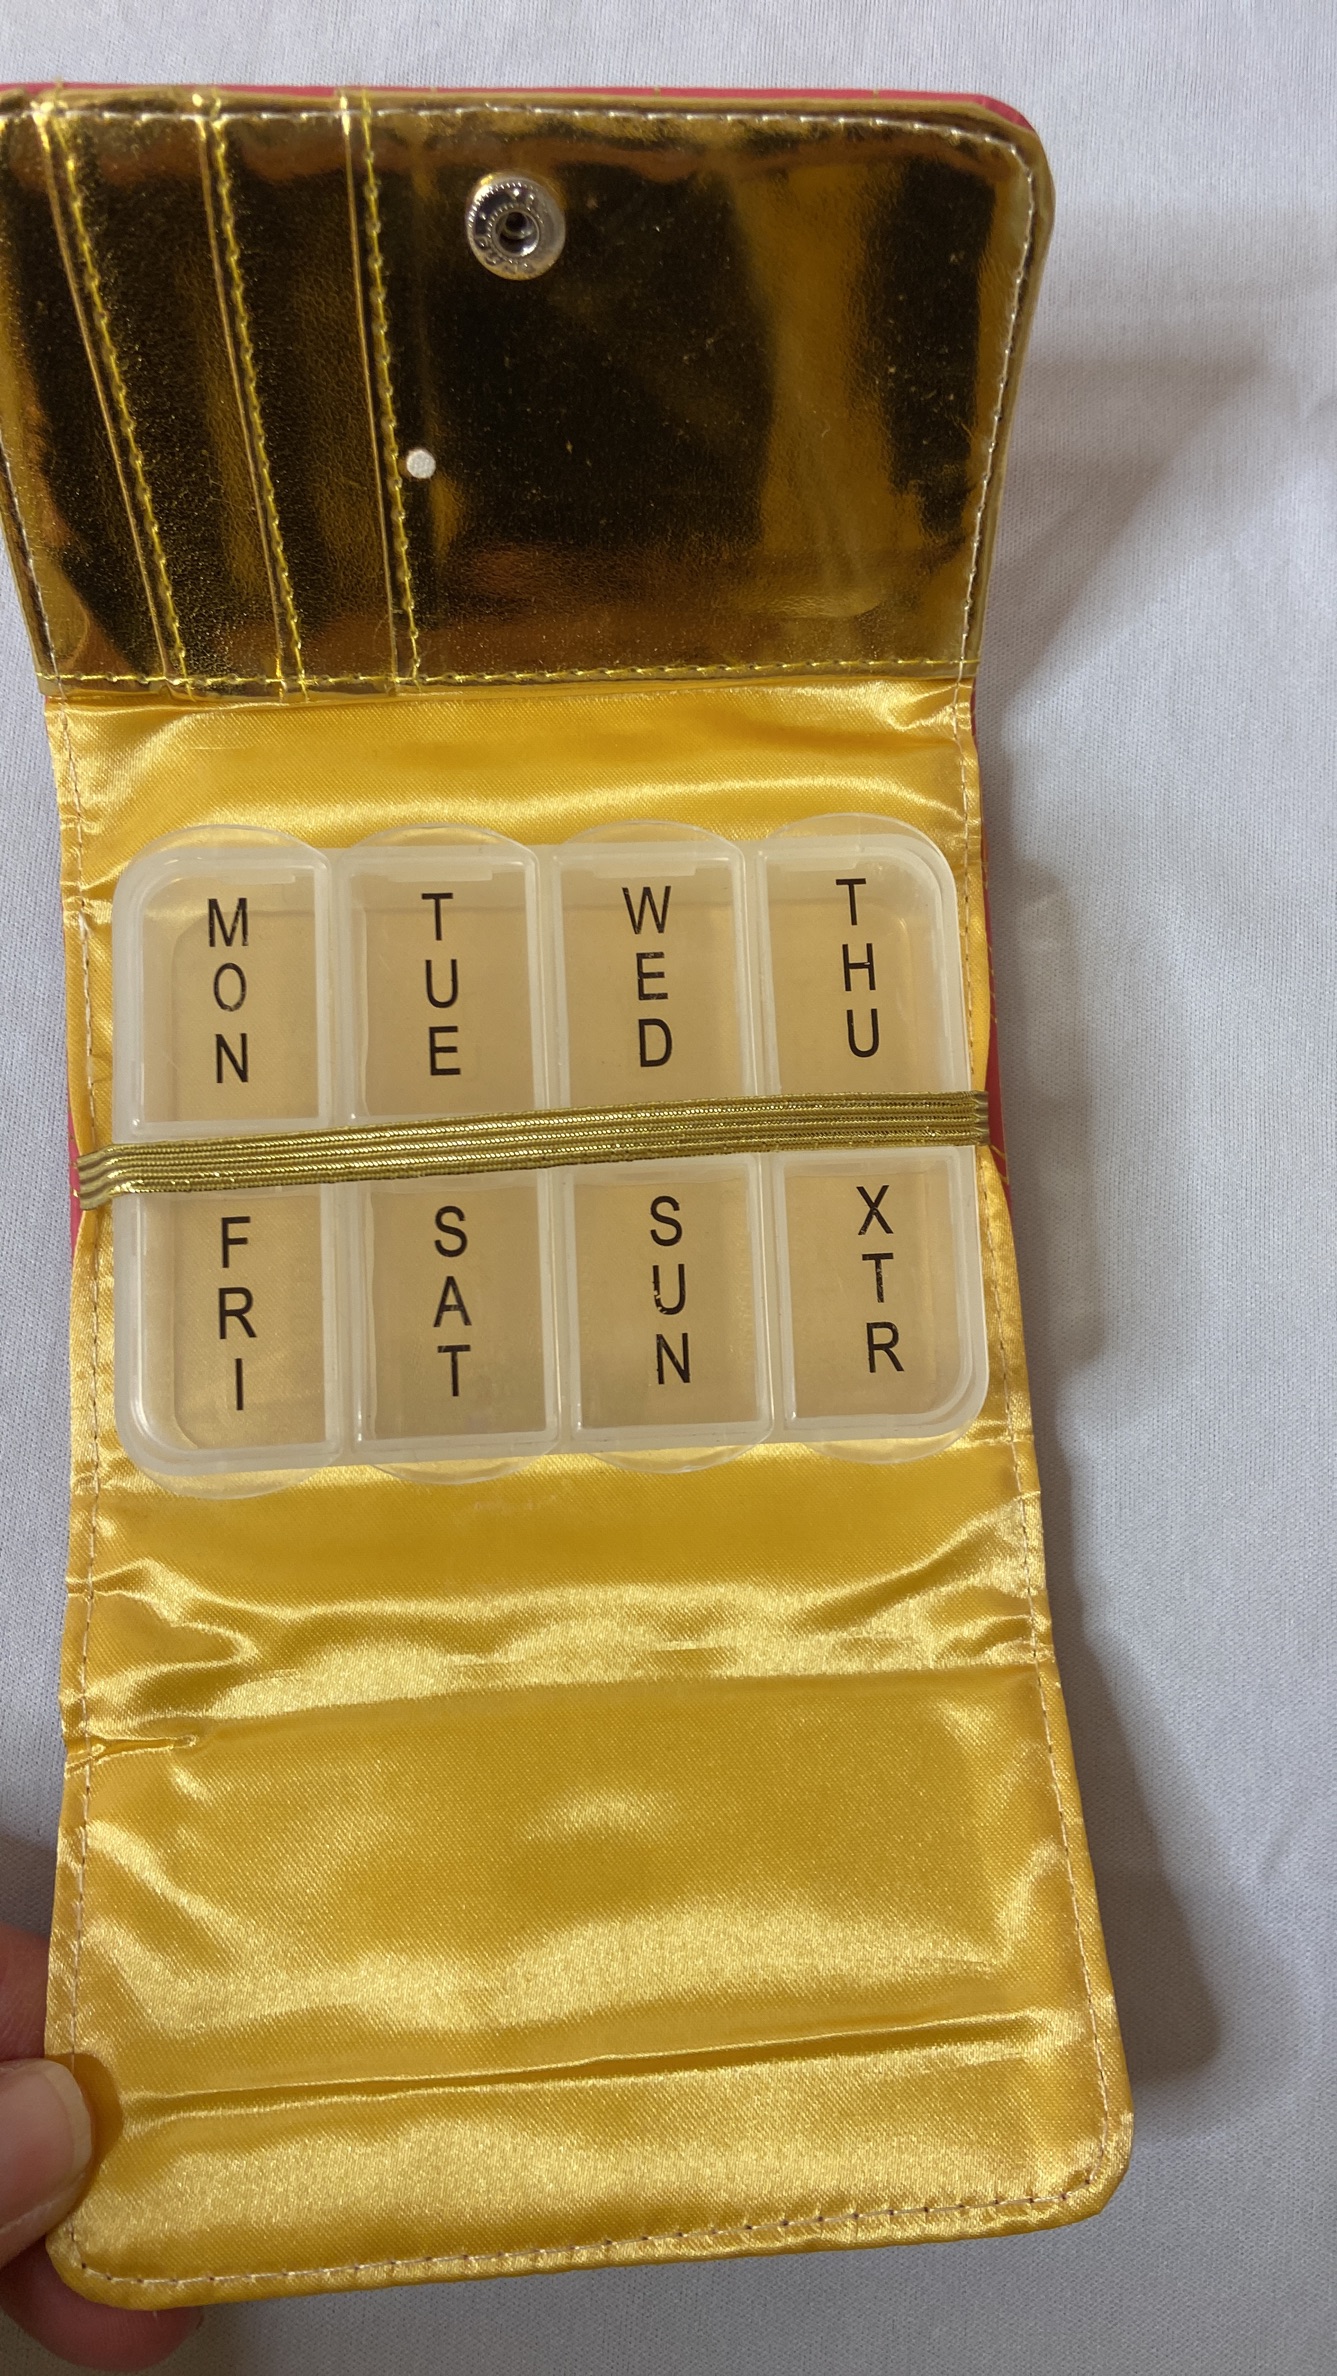 MON
TUE
WED
THU
FRI
SAT
SUN
XTR